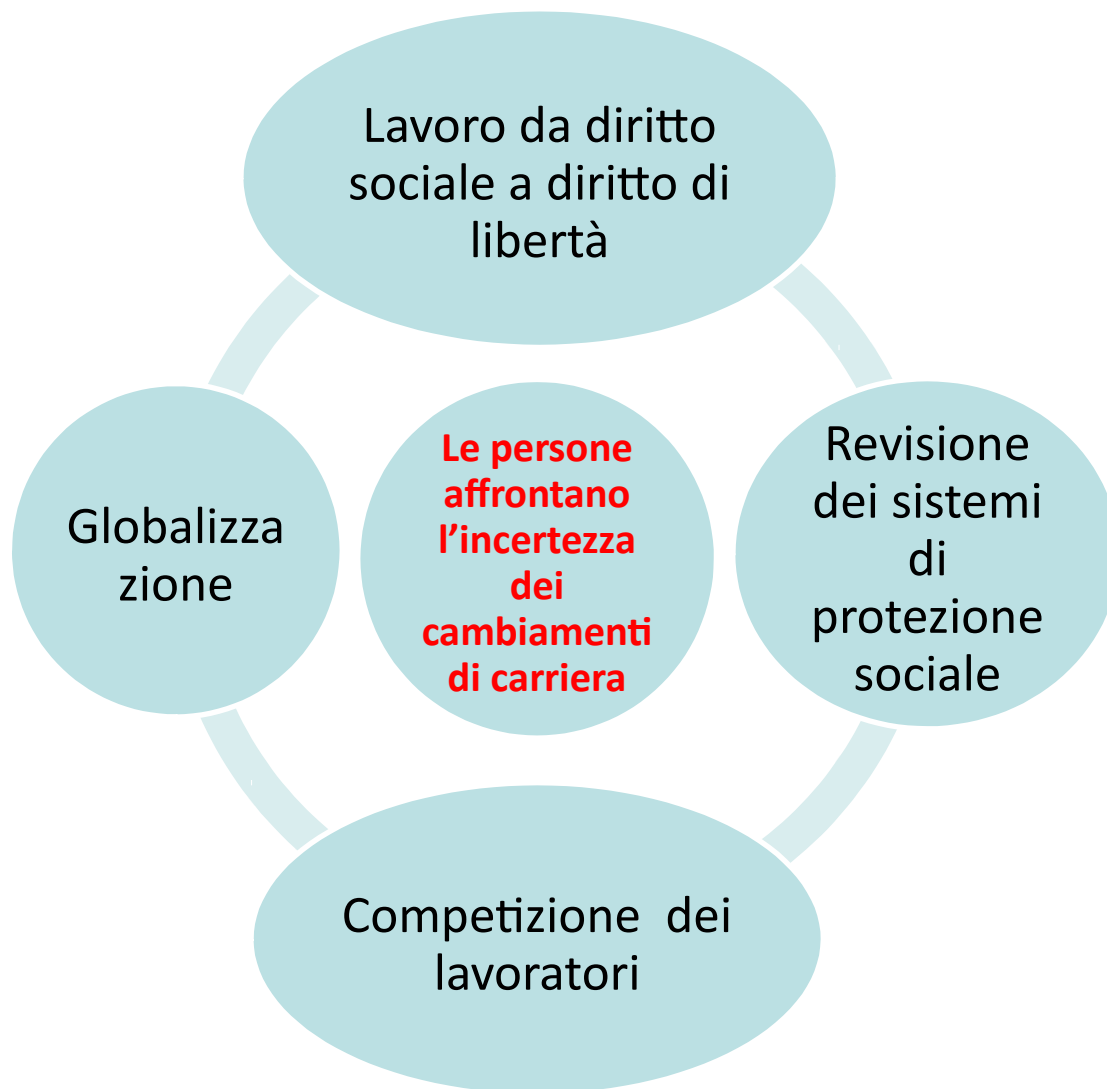 Lavoro da diritto
sociale a diritto di
libertà
Globalizza
zione
Le persone
affrontano
l’incertezza
dei
cambiamenti
di carriera
Revisione
dei sistemi
di
protezione
sociale
Competizione  dei
lavoratori